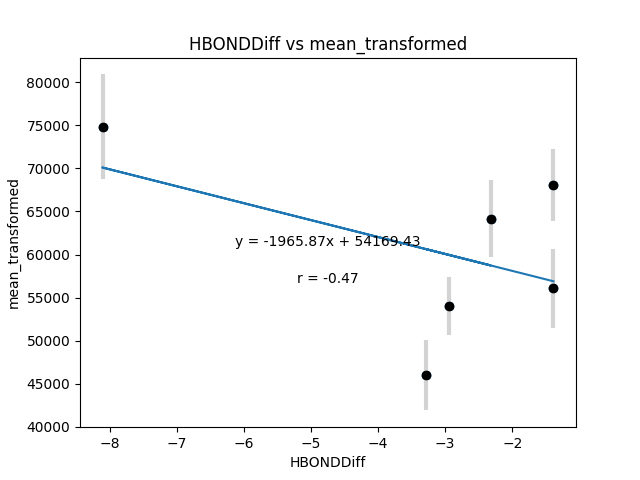 HBONDDiff vs mean_transformed
80000
75000
70000
65000
60000
55000
50000
45000
40000
mean_transformed
y = -1965.87x + 54169.43
r = -0.47
−8 −7 −6 −5 −4 −3 −2
HBONDDiff